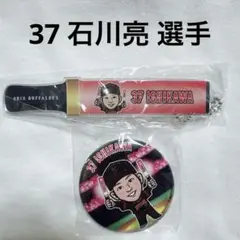 37 石川亮 選手
ORIX BUFFALOES
37 ISHIKAWA
37 ISHIKAWA